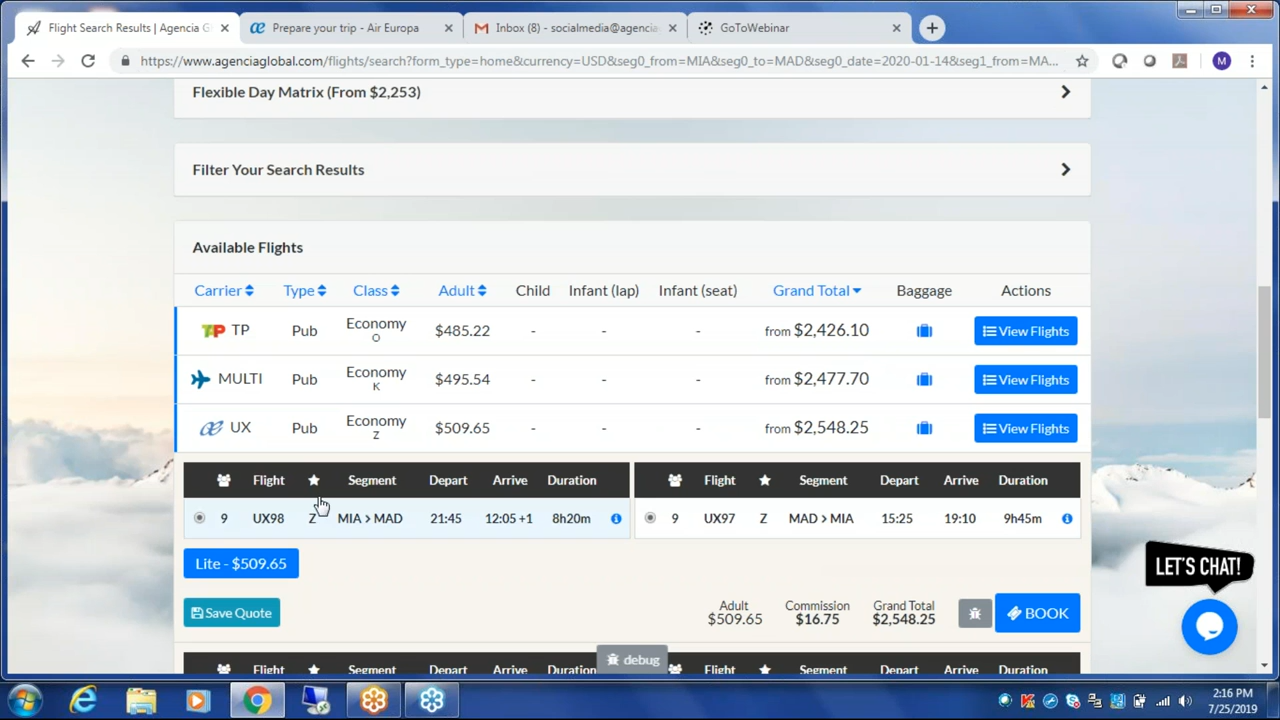 Flight Search Results | Agencia G
Prepare your trip - Air Europa
Inbox (8) - socialmedia@agencia
GoToWebinar
https://www.agenciaglobal.com/flights/search?form_type=home&currency=USD&seg0_from=MIA&seg0_to=MAD&seg0_date=2020-01-14&seg1_from=MA...
M
Flexible Day Matrix (From $2,253)
Filter Your Search Results
Available Flights
Carrier Type Class Adult Child Infant (lap) Infant (seat) Grand Total Baggage Actions
TP TP Pub Economy O $485.22 - - - from $2,426.10 View Flights
MULTI Pub Economy K $495.54 - - - from $2,477.70 View Flights
UX Pub Economy Z $509.65 - - - from $2,548.25 View Flights
Flight Segment Depart Arrive Duration Flight Segment Depart Arrive Duration
9 UX98 Z MIA > MAD 21:45 12:05 +1 8h20m 9 UX97 Z MAD > MIA 15:25 19:10 9h45m
Lite - $509.65
LET'S CHAT!
Save Quote
Adult $509.65
Commission $16.75
Grand Total $2,548.25
BOOK
Flight Segment Depart Arrive Duration Flight Segment Depart Arrive Duration
debug
2:16 PM
7/25/2019